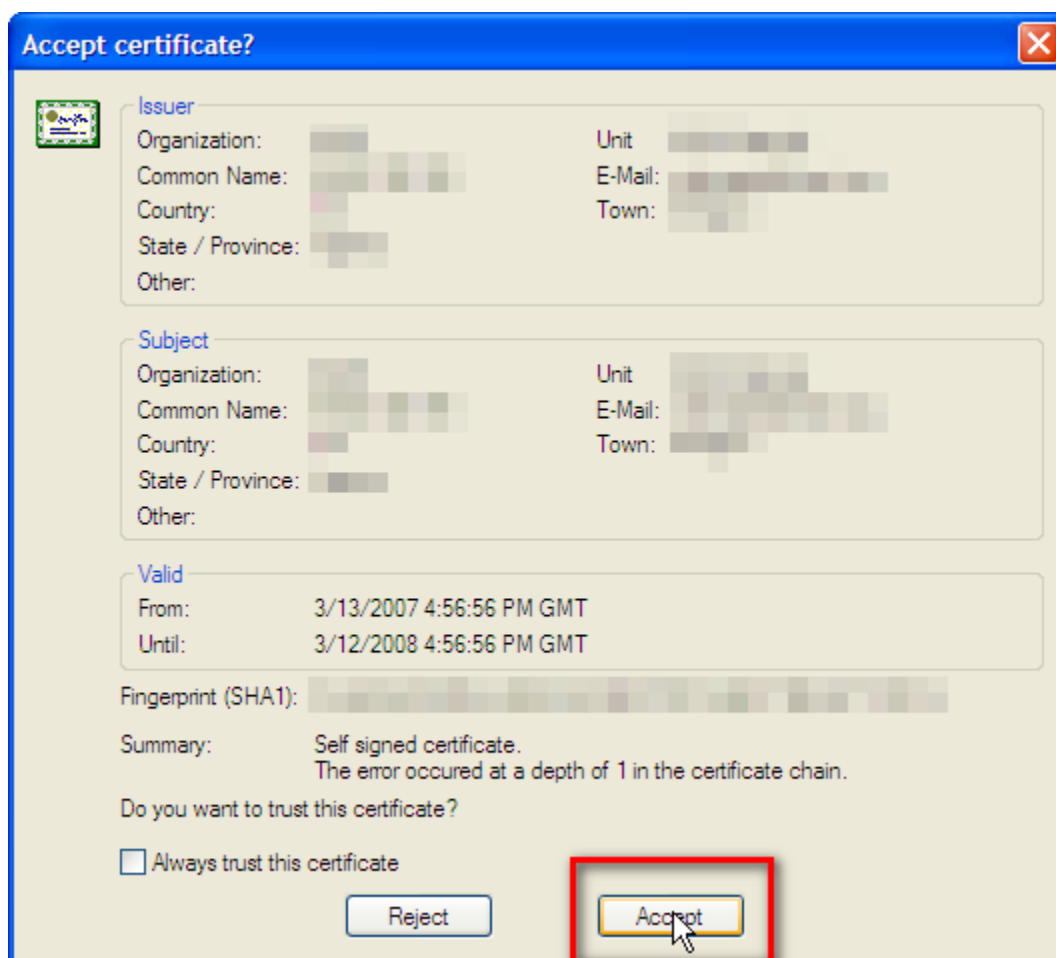 Accept certificate?
Issuer
Organization: Unit
Common Name: E-Mail:
Country: Town:
State / Province:
Other:
Subject
Organization: Unit
Common Name: E-Mail:
Country: Town:
State / Province:
Other:
Valid
From: 3/13/2007 4:56:56 PM GMT
Until: 3/12/2008 4:56:56 PM GMT
Fingerprint (SHA1):
Summary: Self signed certificate.
The error occured at a depth of 1 in the certificate chain.
Do you want to trust this certificate?
Always trust this certificate
Reject Accept